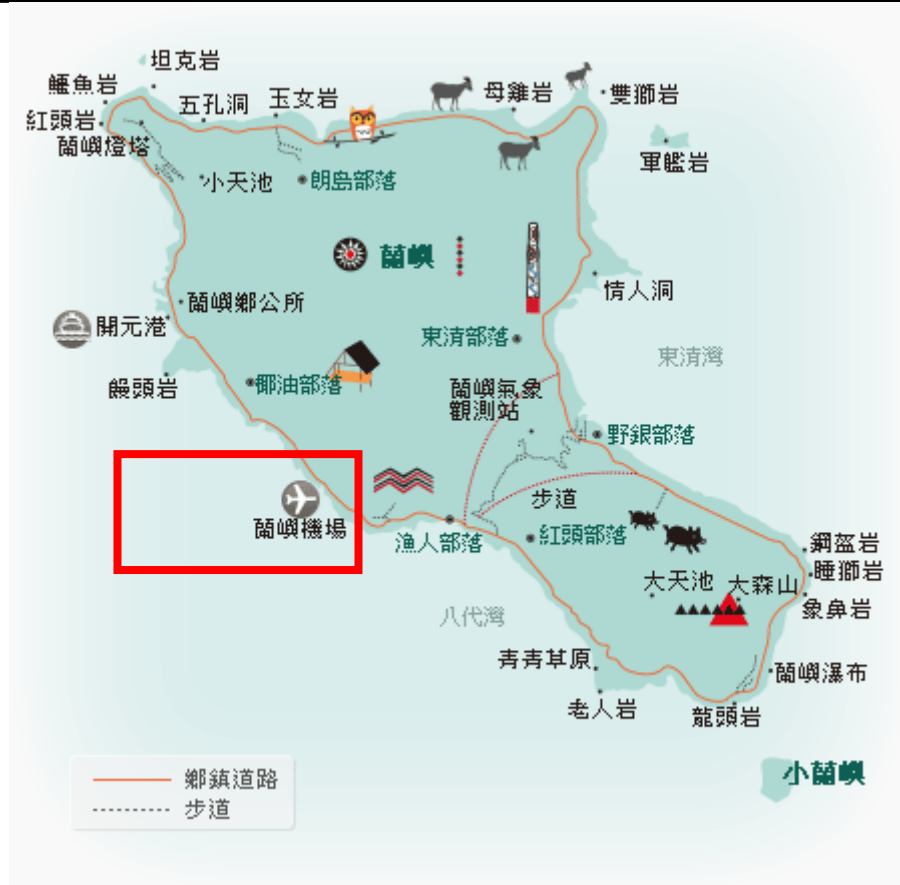 坦克岩
鱷魚岩
五孔洞
玉女岩
母雞岩
雙獅岩
紅頭岩
蘭嶼燈塔
軍艦岩
小天池
朗島部落
蘭嶼
情人洞
蘭嶼鄉公所
開元港
東清部落
東清灣
饅頭岩
椰油部落
蘭嶼氣象
觀測站
野銀部落
步道
蘭嶼機場
漁人部落
紅頭部落
鋼盔岩
睡獅岩
大天池
大森山
象鼻岩
八代灣
青青草原
蘭嶼瀑布
老人岩
龍頭岩
小蘭嶼
鄉鎮道路
步道